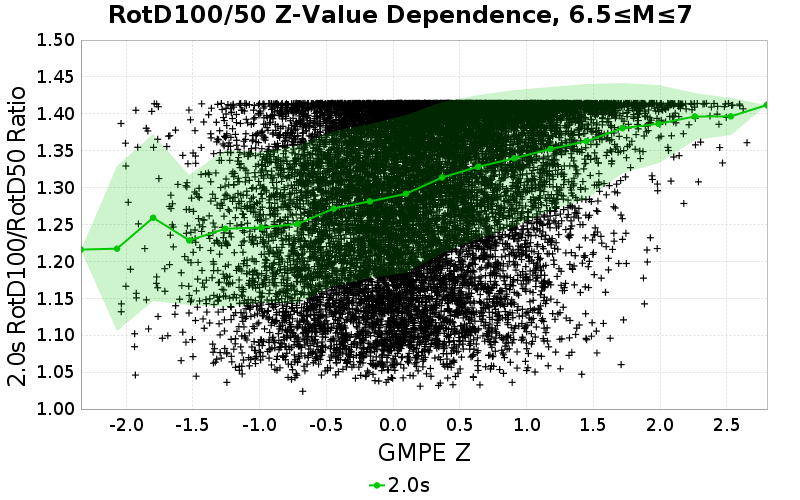 RotD100/50 Z-Value Dependence, 6.5≤M≤7
1.50
1.45
1.40
1.35
1.30
1.25
1.20
1.15
1.10
1.05
1.00
2.0s RotD100/RotD50 Ratio
-2.0 -1.5 -1.0 -0.5 0.0 0.5 1.0 1.5 2.0 2.5
GMPE Z
2.0s